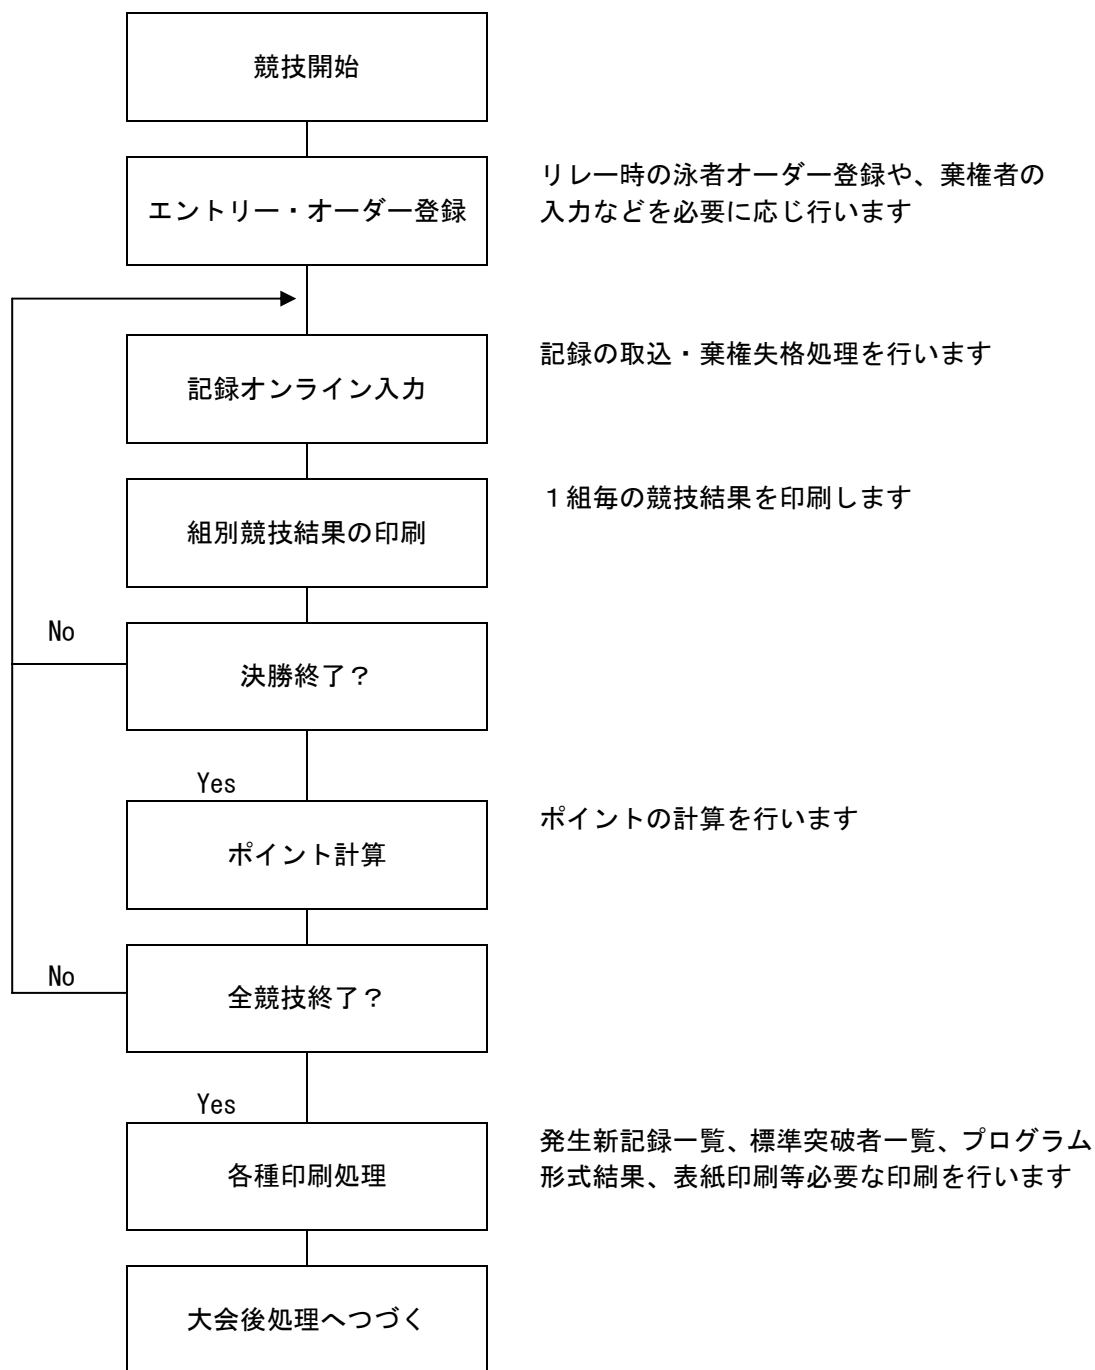 競技開始
エントリー・オーダー登録
リレー時の泳者オーダー登録や、棄権者の
入力などを必要に応じ行います
記録オンライン入力
記録の取込・棄権失格処理を行います
組別競技結果の印刷
１組毎の競技結果を印刷します
No
決勝終了？
Yes
ポイント計算
ポイントの計算を行います
No
全競技終了？
Yes
各種印刷処理
発生新記録一覧、標準突破者一覧、プログラム
形式結果、表紙印刷等必要な印刷を行います
大会後処理へつづく